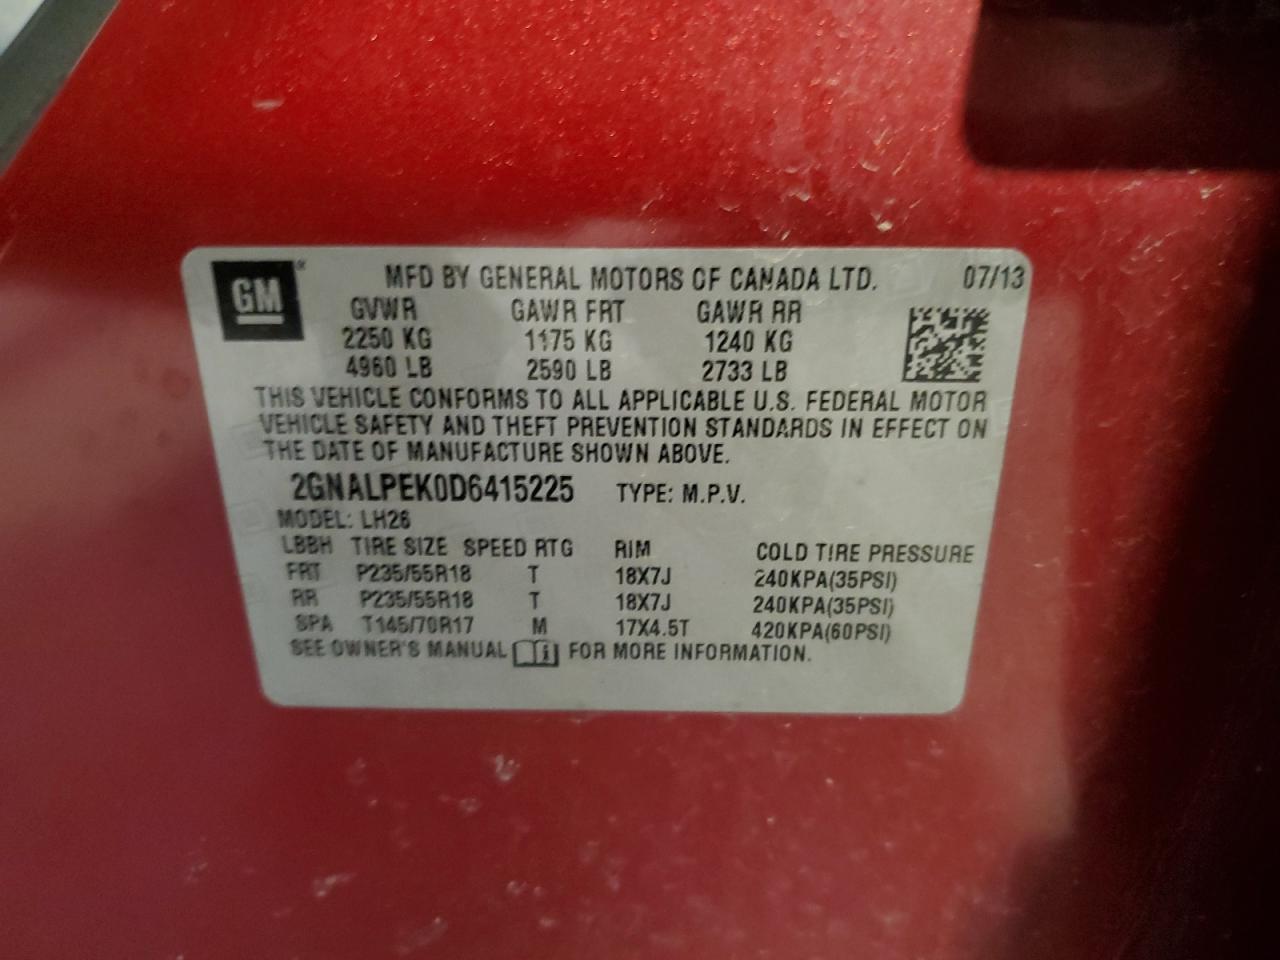 GM® MFD BY GENERAL MOTORS OF CANADA LTD. 07/13
GVWR GAWR FRT GAWR RR
2250 KG 1175 KG 1240 KG
4960 LB 2590 LB 2733 LB
THIS VEHICLE CONFORMS TO ALL APPLICABLE U.S. FEDERAL MOTOR
VEHICLE SAFETY AND THEFT PREVENTION STANDARDS IN EFFECT ON
THE DATE OF MANUFACTURE SHOWN ABOVE.
2GNALPEK0D6415225 TYPE: M.P.V.
MODEL: LH26
LBBH TIRE SIZE SPEED RTG RIM COLD TIRE PRESSURE
FRT P235/55R18 T 18X7J 240KPA(35PSI)
RR P235/55R18 T 18X7J 240KPA(35PSI)
SPA T145/70R17 M 17X4.5T 420KPA(60PSI)
SEE OWNER'S MANUAL FOR MORE INFORMATION.